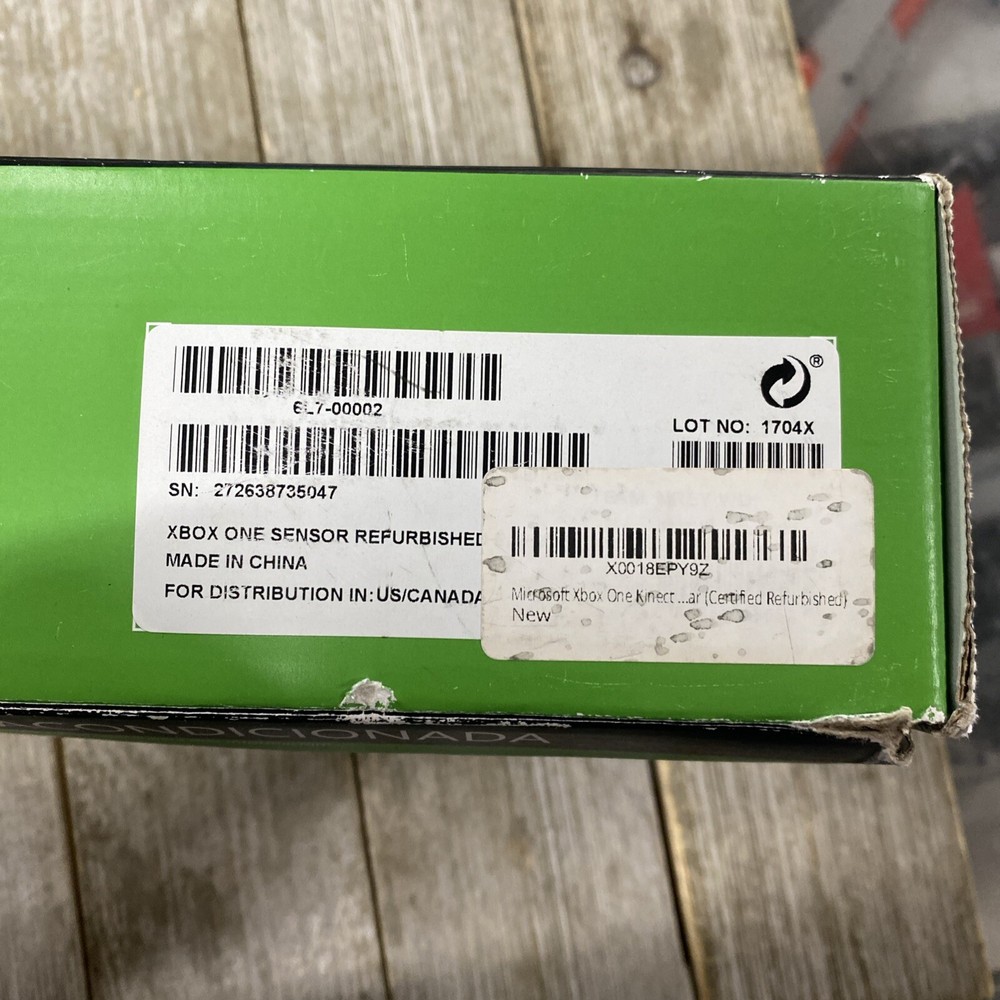 6L7-00002
®
LOT NO: 1704X
SN: 272638735047
XBOX ONE SENSOR REFURBISHED
MADE IN CHINA
FOR DISTRIBUTION IN: US/CANADA
X0018EPY9Z
Microsoft Xbox One Kinect ...ar (Certified Refurbished)
New
CONDICIONADA